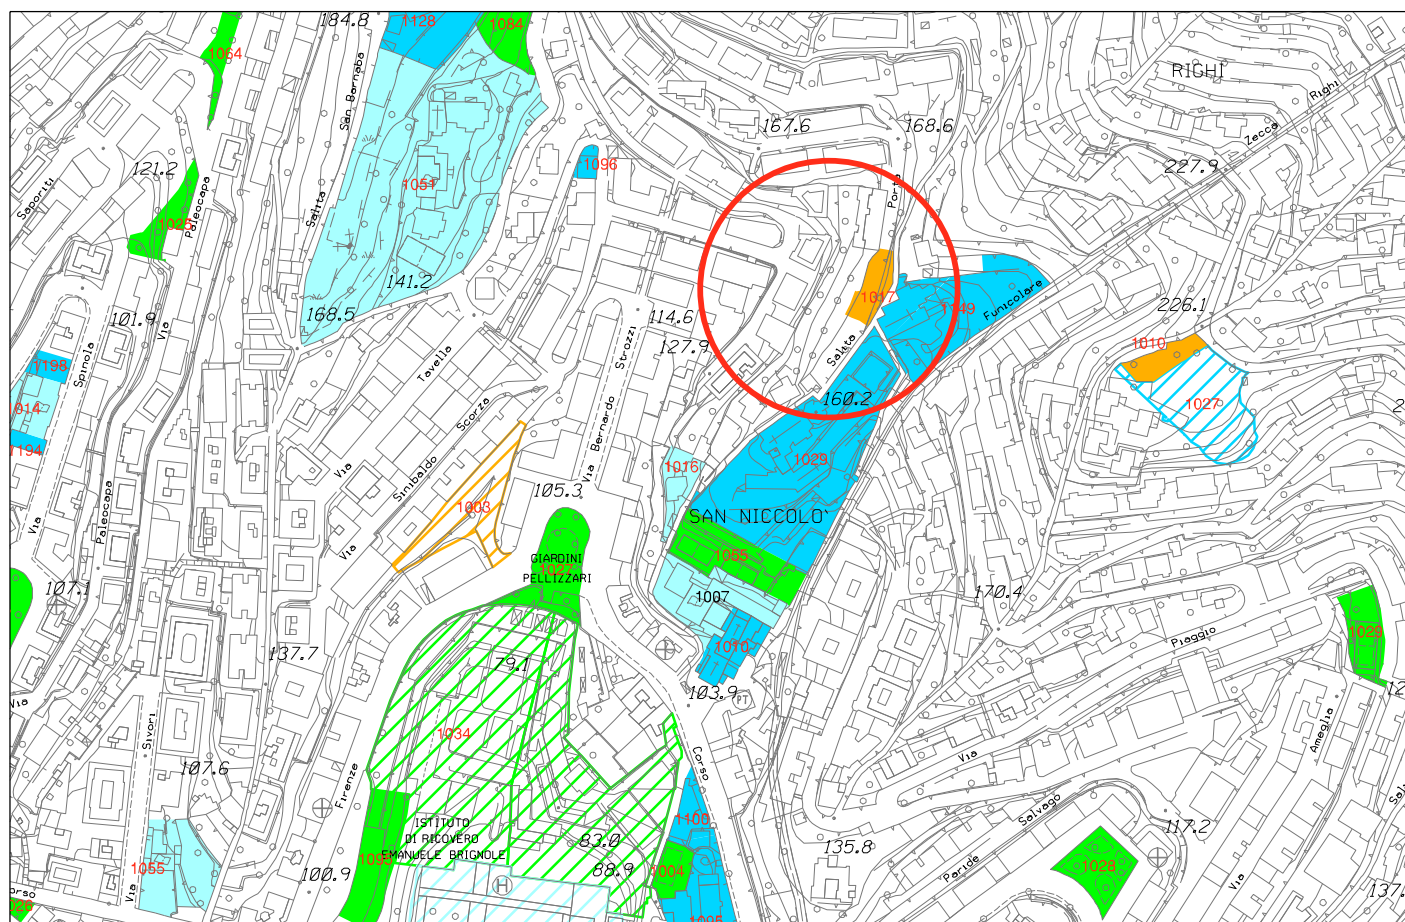 184.8
1128
1084
1064
San Barnaba
RIGHI
Righi
167.6
168.6
Zecca
1096
121.2
227.9
1051
Saporiti
Salita
Porta
1025
Paleocapa
141.2
1017
Funicolare
226.1
168.5
114.6
1149
101.9
Via
Strozzi
127.9
Salita
1010
Tavella
1198
Spinola
160.2
1014
Scorza
1027
Bernardo
1194
Sinibaldo
Via
1016
1029
Via
105.3
1003
Paleocapa
SAN NICCOLO'
Via
Via
1065
GIARDINI
1027
PELLIZZARI
107.1
170.4
1007
1029
Piaggio
137.7
1010
79.1
103.9
PT
Via
Sivori
1034
Ameglia
Corso
Via
107.6
Firenze
Salvago
1100
117.2
ISTITUTO
DI RICOVERO
EMANUELE BRIGNOLE
83.0
135.8
1095
88.9
1004
1028
1055
100.9
H
Paride
Via
Via